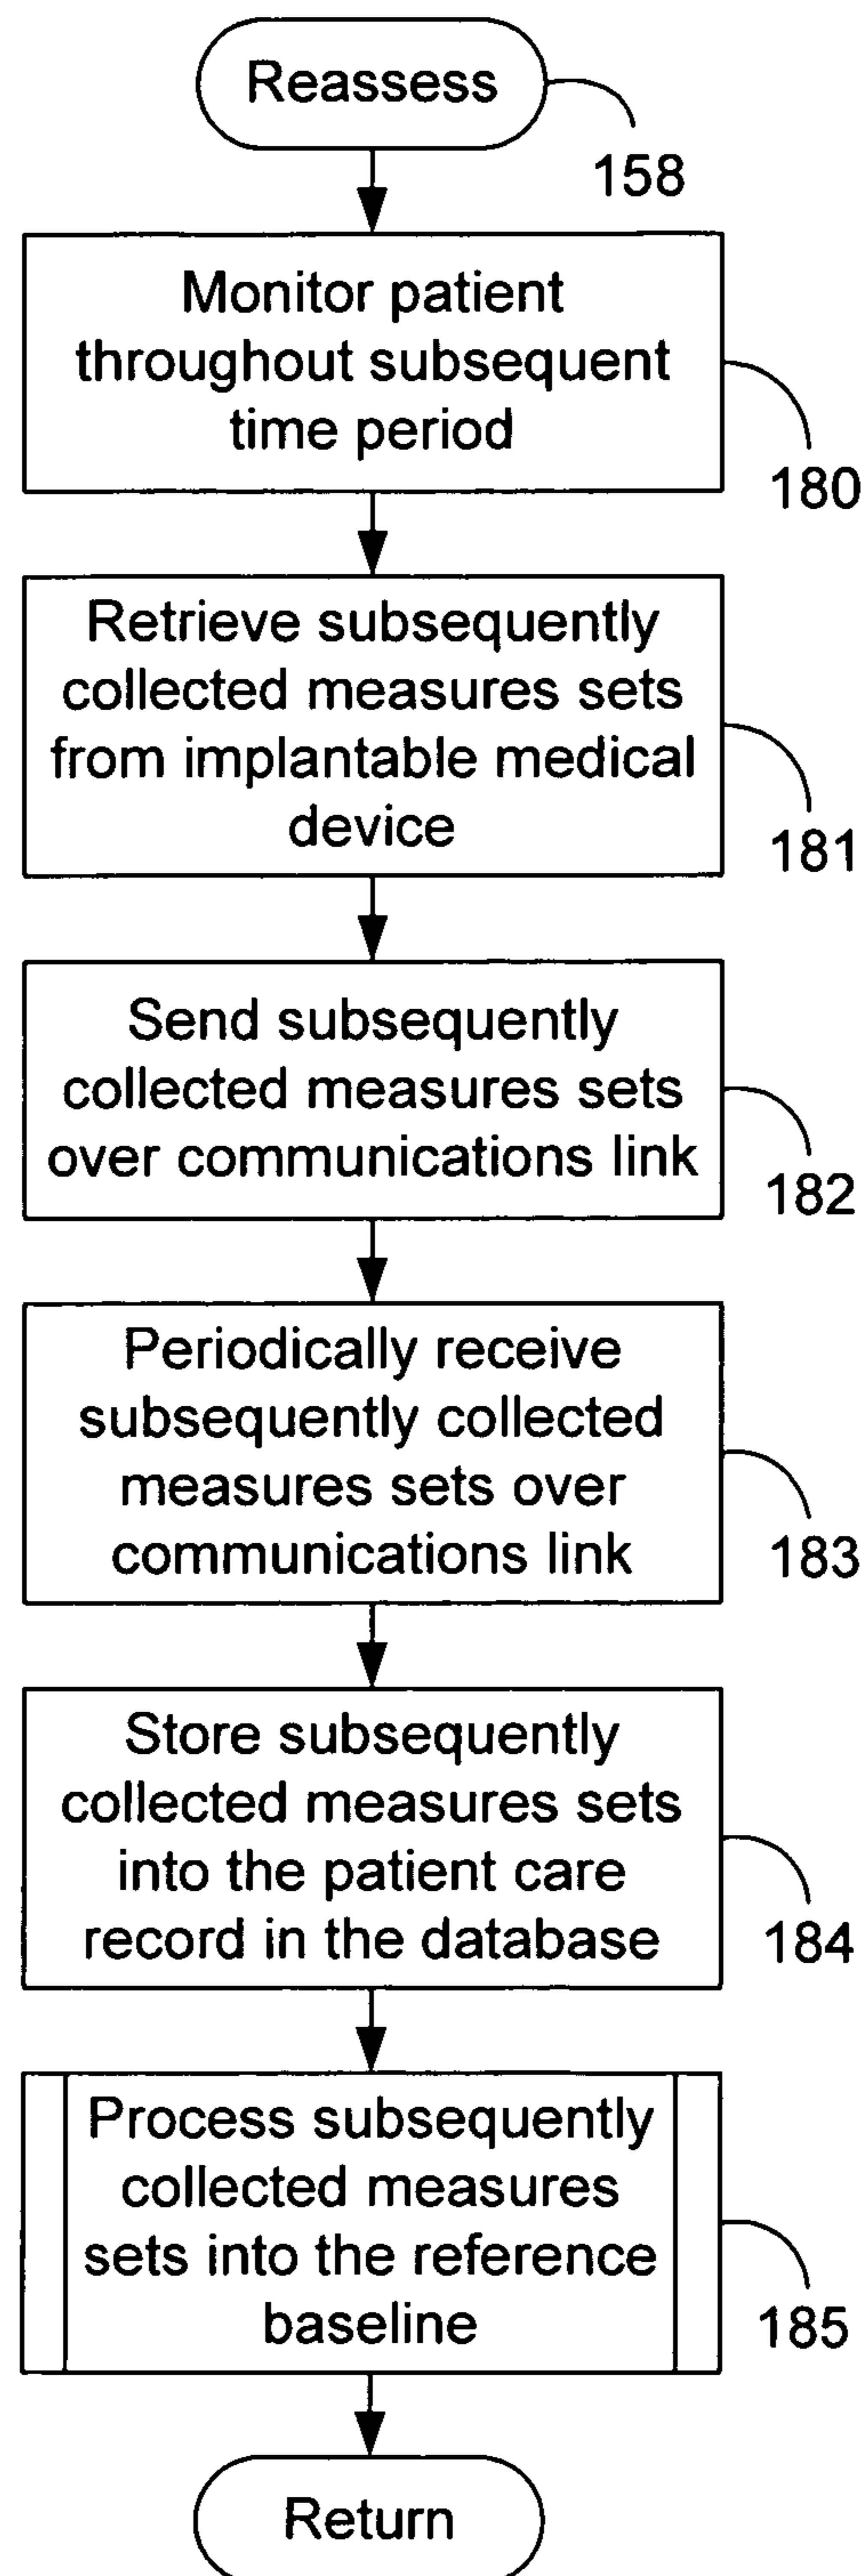 Reassess
158
Monitor patient
throughout subsequent
time period
180
Retrieve subsequently
collected measures sets
from implantable medical
device
181
Send subsequently
collected measures sets
over communications link
182
Periodically receive
subsequently collected
measures sets over
communications link
183
Store subsequently
collected measures sets
into the patient care
record in the database
184
Process subsequently
collected measures
sets into the reference
baseline
185
Return